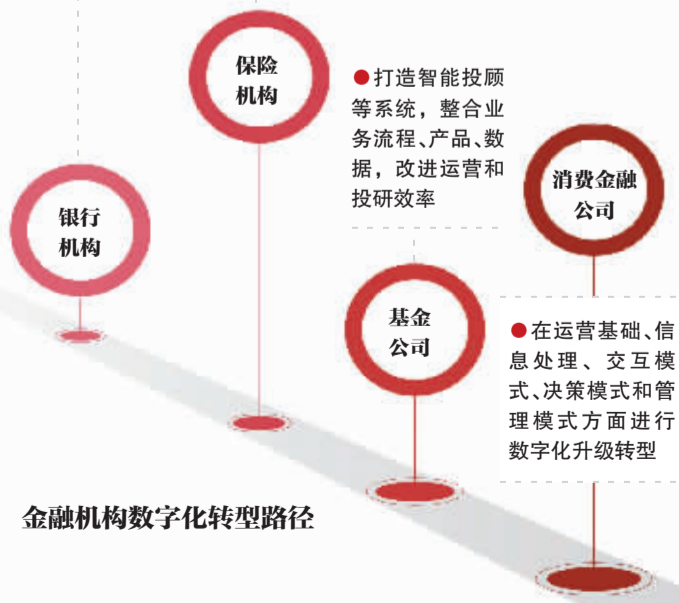 银行
机构
保险
机构
●打造智能投顾
等系统，整合业
务流程、产品、数
据，改进运营和
投研效率
基金
公司
消费金融
公司
●在运营基础、信
息处理、交互模
式、决策模式和管
理模式方面进行
数字化升级转型
金融机构数字化转型路径